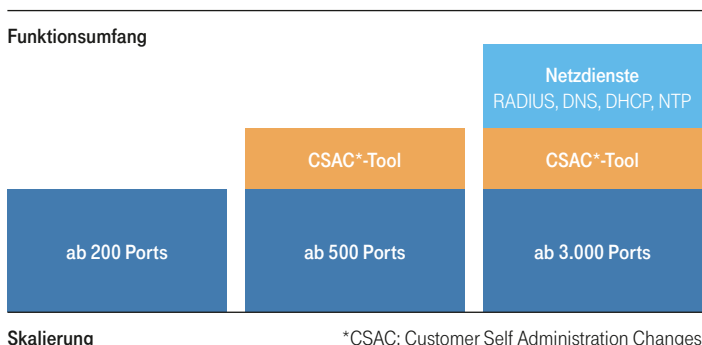 Funktionsumfang
Netzdienste
RADIUS, DNS, DHCP, NTP
CSAC*-Tool
CSAC*-Tool
ab 200 Ports
ab 500 Ports
ab 3.000 Ports
Skalierung
*CSAC: Customer Self Administration Changes